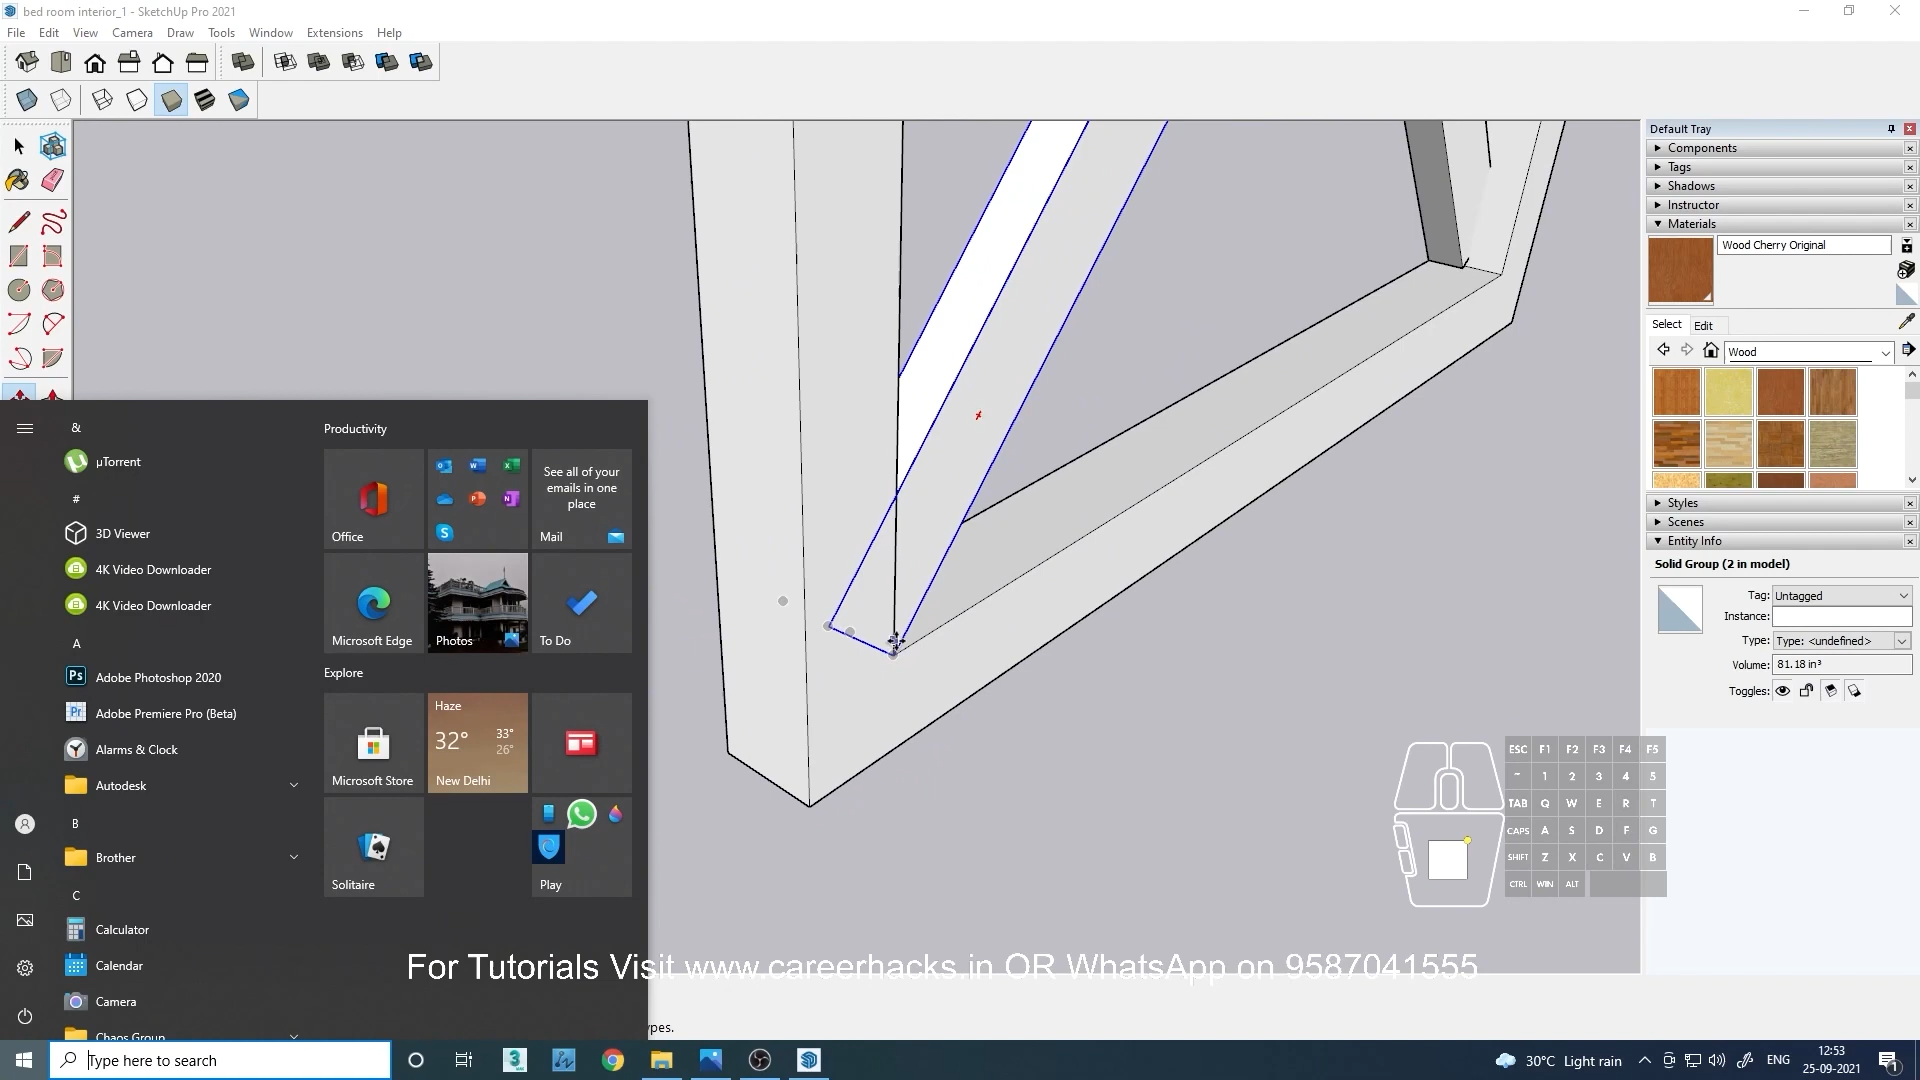 bed room interior_1 - SketchUp Pro 2021
File Edit View Camera Draw Tools Window Extensions Help
Default Tray
Components
Tags
Shadows
Instructor
Materials
Wood Cherry Original
Select Edit
Wood
Styles
Scenes
Entity Info
Solid Group (2 in model)
Tag: Untagged
Instance:
Type: Type: <undefined>
Volume: 81.18 in³
Toggles:
&
µTorrent
#
3D Viewer
4K Video Downloader
4K Video Downloader
A
Adobe Photoshop 2020
Adobe Premiere Pro (Beta)
Alarms & Clock
Autodesk
B
Brother
C
Calculator
Calendar
Camera
Chaos Group
Productivity
Office
See all of your
emails in one
place
Mail
Microsoft Edge
Photos
To Do
Explore
Microsoft Store
Haze
32° 33°
26°
New Delhi
Solitaire
Play
ESC F1 F2 F3 F4 F5
~ 1 2 3 4 5
TAB Q W E R T
CAPS A S D F G
SHIFT Z X C V B
CTRL WIN ALT
For Tutorials Visit www.careerhacks.in OR WhatsApp on 9587041555
ypes.
Type here to search
30°C Light rain
ENG
12:53
25-09-2021
1